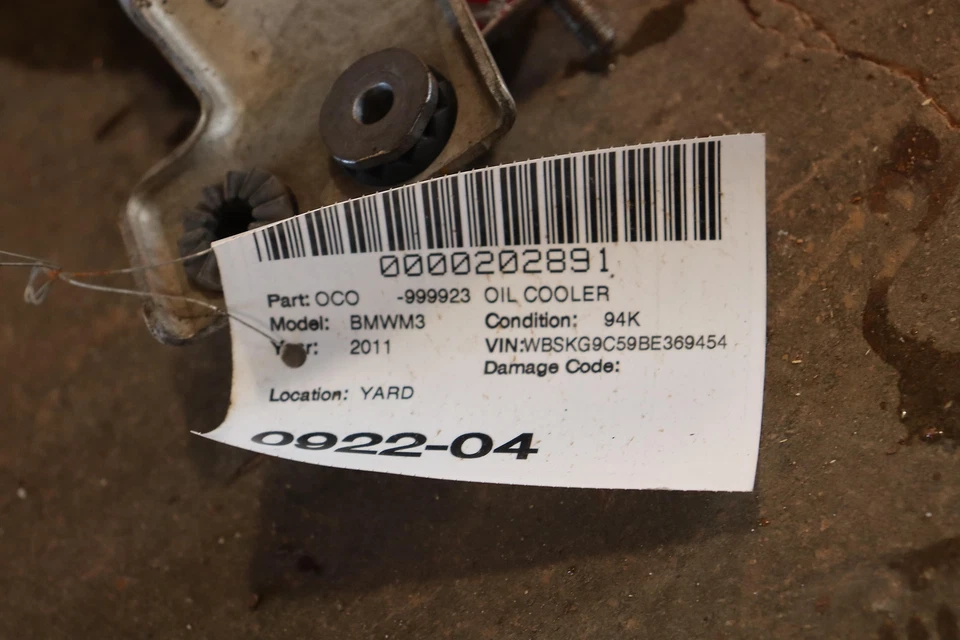 0000202891
Part: OCO -999923 OIL COOLER
Model: BMWM3 Condition: 94K
Year: 2011 VIN:WBSKG9C59BE369454
Damage Code:
Location: YARD
0922-04